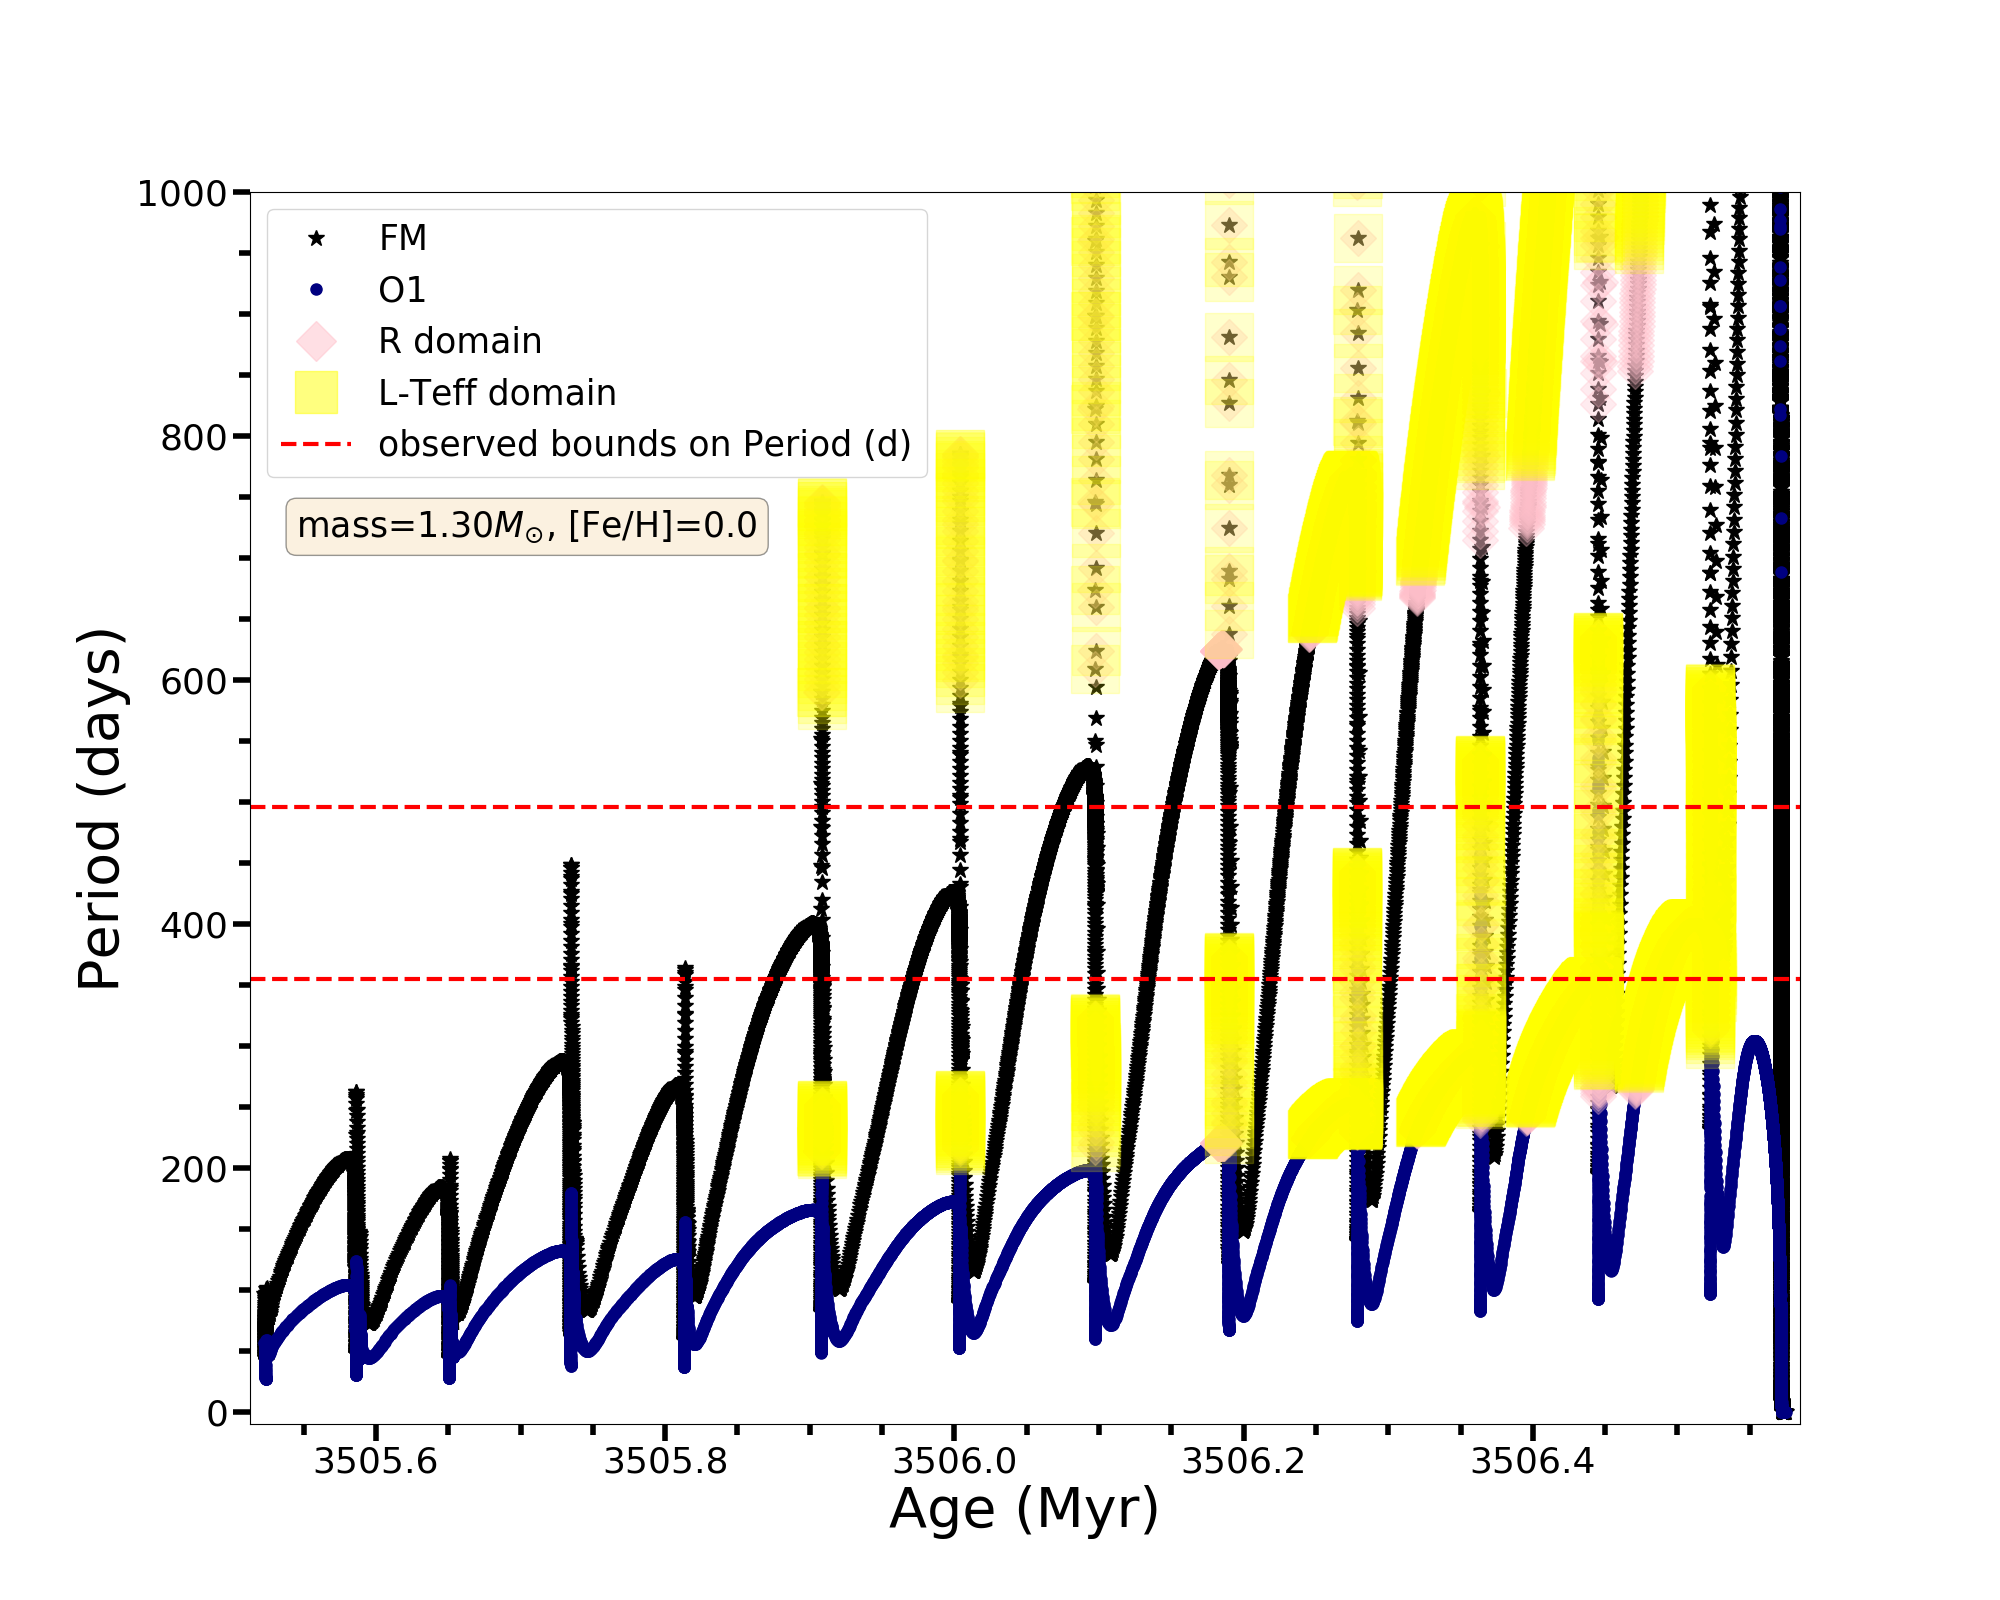 1000
800
600
400
200
0
Period (days)
FM
O1
R domain
L-Teff domain
observed bounds on Period (d)
mass=1.30M⊙, [Fe/H]=0.0
3505.6 3505.8 3506.0 3506.2 3506.4
Age (Myr)